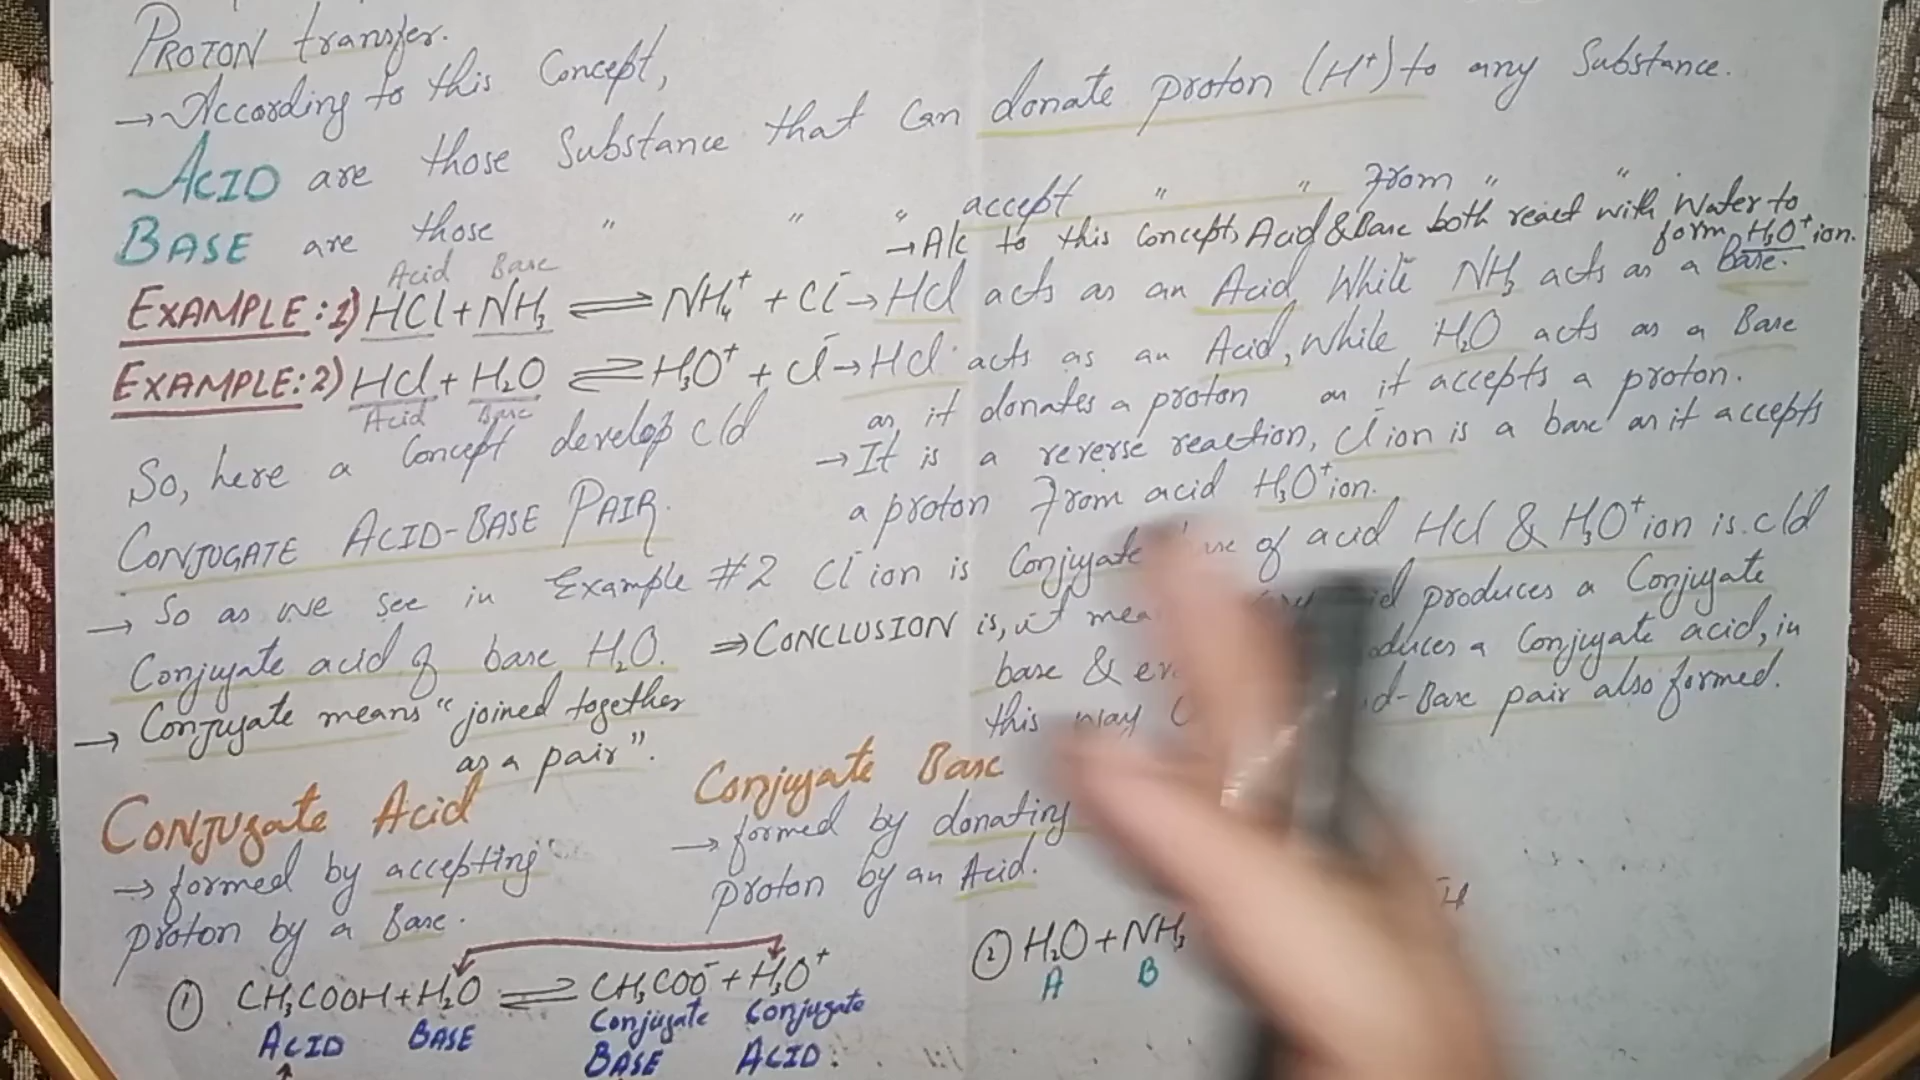 PROTON transfer.
→ According to this Concept,
ACID are those Substance that Can donate proton (H⁺) to any Substance.
BASE are those " " " accept " " From " "
→ A/c to this Concept, Acid & Base both react with Water to form H₃O⁺ ion.
Acid Base
EXAMPLE: 1) HCl + NH₃ ⇌ NH₄⁺ + Cl⁻ → HCl acts as an Acid While NH₃ acts as a Base.
EXAMPLE: 2) HCl + H₂O ⇌ H₃O⁺ + Cl⁻ → HCl acts as an Acid, While H₂O acts as a Base
Acid Base
as it donates a proton as it accepts a proton.
So, here a Concept develop c/d
CONJUGATE ACID-BASE PAIR.
→ It is a reverse reaction, Cl⁻ ion is a base as it accepts
a proton From acid H₃O⁺ ion.
→ So as we see in Example #2 Cl⁻ ion is Conjugate of acid HCl & H₃O⁺ ion is c/d
Conjugate acid of base H₂O.
⇒ CONCLUSION is, it produces a Conjugate
base & a Conjugate acid, in
this way -Base pair also formed.
→ Conjugate means "joined together
as a pair".
Conjugate Acid
→ formed by accepting
proton by a Base.
Conjugate Base
→ formed by donating
proton by an Acid.
① CH₃COOH + H₂O ⇌ CH₃COO⁻ + H₃O⁺
ACID BASE Conjugate BASE Conjugate ACID.
② H₂O + NH₃
A B